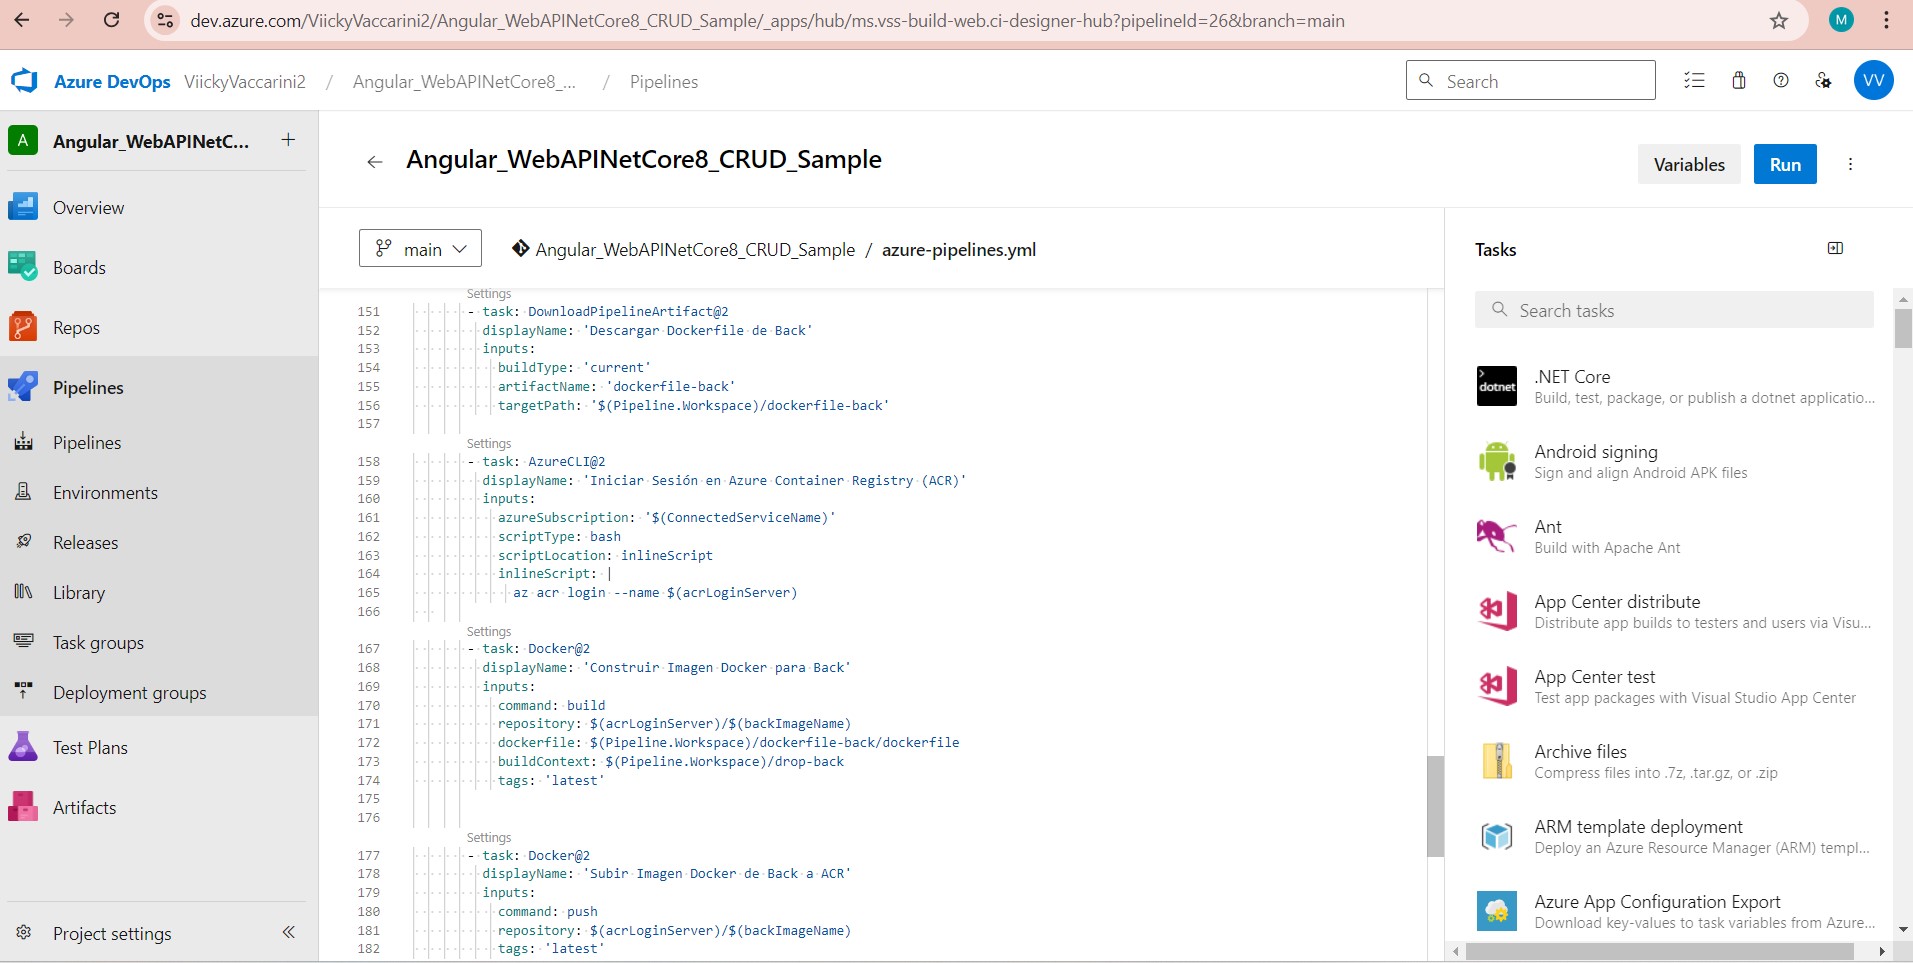 dev.azure.com/ViickyVaccarini2/Angular_WebAPINetCore8_CRUD_Sample/_apps/hub/ms.vss-build-web.ci-designer-hub?pipelineId=26&branch=main
M
Azure DevOps ViickyVaccarini2 / Angular_WebAPINetCore8_... / Pipelines
Search
VV
A Angular_WebAPINetC... +
Overview
Boards
Repos
Pipelines
Pipelines
Environments
Releases
Library
Task groups
Deployment groups
Test Plans
Artifacts
Project settings
Angular_WebAPINetCore8_CRUD_Sample
Variables
Run
main
Angular_WebAPINetCore8_CRUD_Sample / azure-pipelines.yml
Settings
151 - task: DownloadPipelineArtifact@2
152 displayName: 'Descargar Dockerfile de Back'
153 inputs:
154 buildType: 'current'
155 artifactName: 'dockerfile-back'
156 targetPath: '$(Pipeline.Workspace)/dockerfile-back'
157
Settings
158 - task: AzureCLI@2
159 displayName: 'Iniciar Sesión en Azure Container Registry (ACR)'
160 inputs:
161 azureSubscription: '$(ConnectedServiceName)'
162 scriptType: bash
163 scriptLocation: inlineScript
164 inlineScript: |
165 az acr login --name $(acrLoginServer)
166
Settings
167 - task: Docker@2
168 displayName: 'Construir Imagen Docker para Back'
169 inputs:
170 command: build
171 repository: $(acrLoginServer)/$(backImageName)
172 dockerfile: $(Pipeline.Workspace)/dockerfile-back/dockerfile
173 buildContext: $(Pipeline.Workspace)/drop-back
174 tags: 'latest'
175
176
Settings
177 - task: Docker@2
178 displayName: 'Subir Imagen Docker de Back a ACR'
179 inputs:
180 command: push
181 repository: $(acrLoginServer)/$(backImageName)
182 tags: 'latest'
Tasks
Search tasks
dotnet
.NET Core
Build, test, package, or publish a dotnet applicatio...
Android signing
Sign and align Android APK files
Ant
Build with Apache Ant
App Center distribute
Distribute app builds to testers and users via Visu...
App Center test
Test app packages with Visual Studio App Center
Archive files
Compress files into .7z, .tar.gz, or .zip
ARM template deployment
Deploy an Azure Resource Manager (ARM) templ...
Azure App Configuration Export
Download key-values to task variables from Azure...